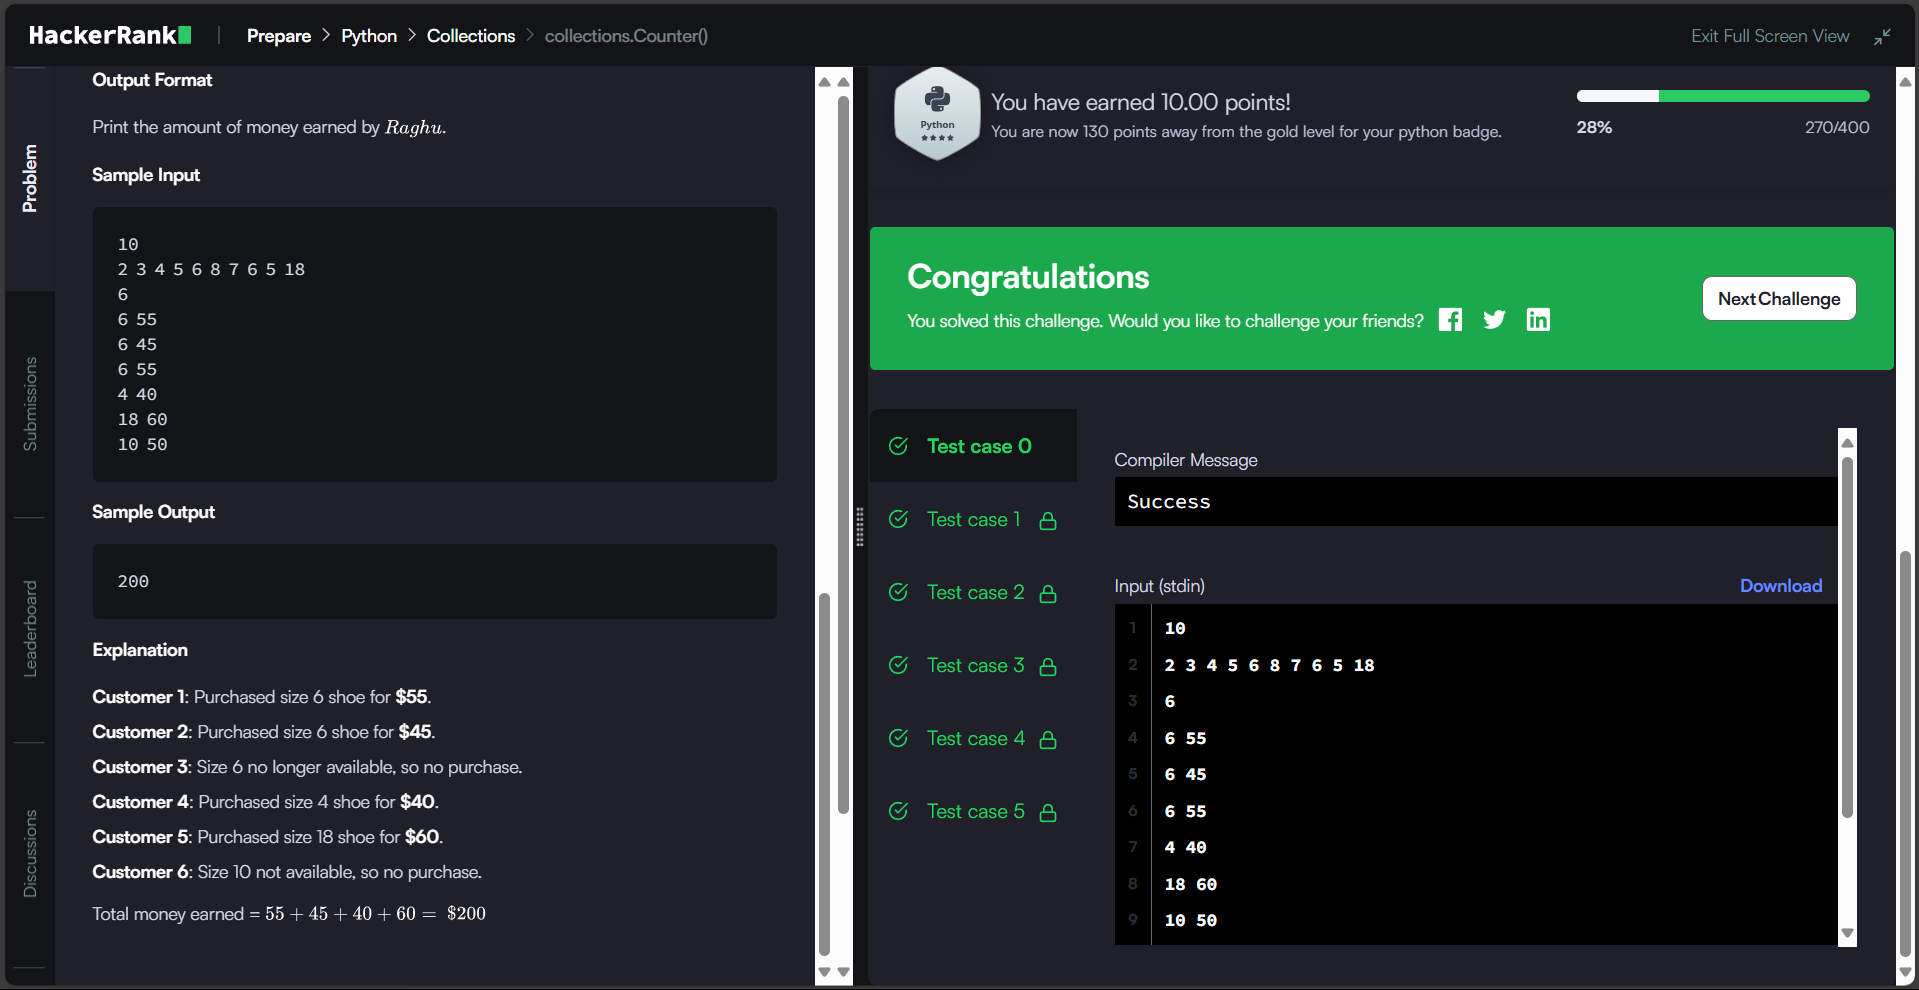 HackerRank
Prepare > Python > Collections > collections.Counter()
Exit Full Screen View
Problem
Submissions
Leaderboard
Discussions
Output Format
Print the amount of money earned by Raghu.
Sample Input
10
2 3 4 5 6 8 7 6 5 18
6
6 55
6 45
6 55
4 40
18 60
10 50
Sample Output
200
Explanation
Customer 1: Purchased size 6 shoe for $55.
Customer 2: Purchased size 6 shoe for $45.
Customer 3: Size 6 no longer available, so no purchase.
Customer 4: Purchased size 4 shoe for $40.
Customer 5: Purchased size 18 shoe for $60.
Customer 6: Size 10 not available, so no purchase.
Total money earned = 55 + 45 + 40 + 60 = $200
Python
You have earned 10.00 points!
You are now 130 points away from the gold level for your python badge.
28%
270/400
Congratulations
You solved this challenge. Would you like to challenge your friends?
Next Challenge
Test case 0
Test case 1
Test case 2
Test case 3
Test case 4
Test case 5
Compiler Message
Success
Input (stdin)
Download
1 10
2 2 3 4 5 6 8 7 6 5 18
3 6
4 6 55
5 6 45
6 6 55
7 4 40
8 18 60
9 10 50